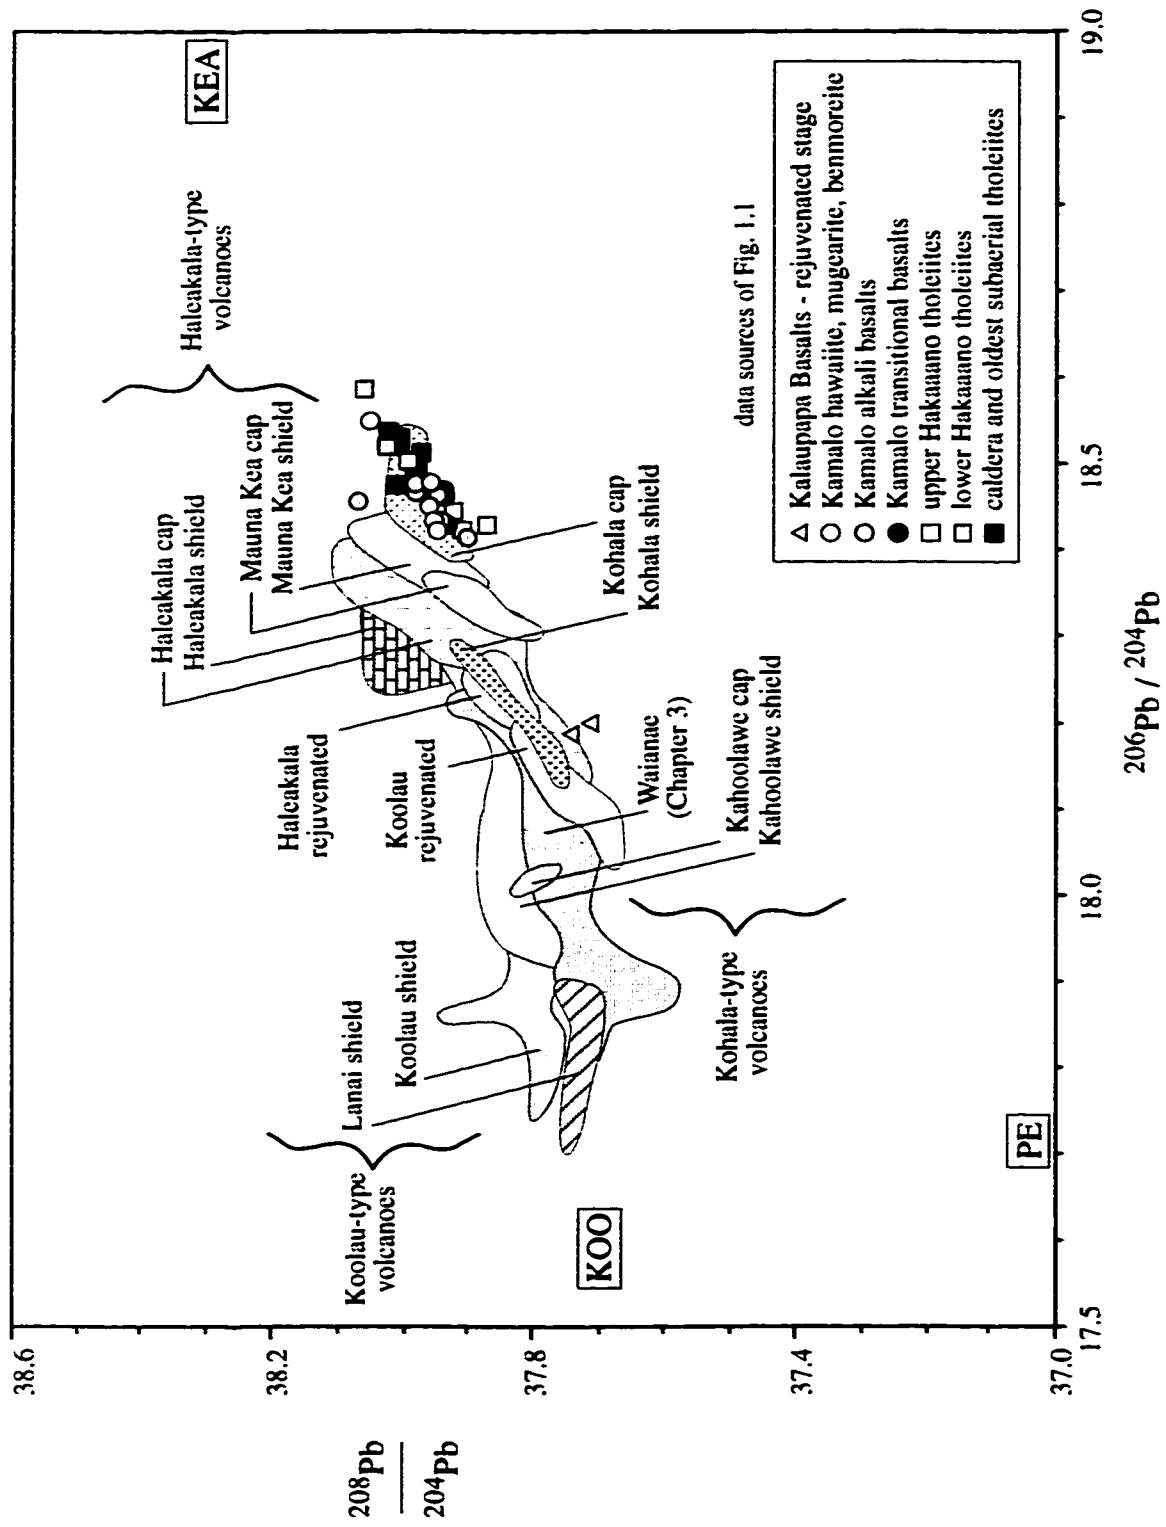 38.6
38.2
37.8
37.4
37.0
208Pb
204Pb
17.5
18.0
18.5
19.0
206Pb / 204Pb
KEA
KOO
PE
Haleakala-type
volcanoes
Haleakala cap
Haleakala shield
Mauna Kea cap
Mauna Kea shield
Haleakala
rejuvenated
Koolau
rejuvenated
Lanai shield
Koolau shield
Koolau-type
volcanoes
Kohala cap
Kohala shield
Waianae
(Chapter 3)
Kahoolawe cap
Kahoolawe shield
Kohala-type
volcanoes
data sources of Fig. 1.1
Kalaupapa Basalts - rejuvenated stage
Kamalo hawaiite, mugearite, benmoreite
Kamalo alkali basalts
Kamalo transitional basalts
upper Hakaaano tholeiites
lower Hakaaano tholeiites
caldera and oldest subaerial tholeiites